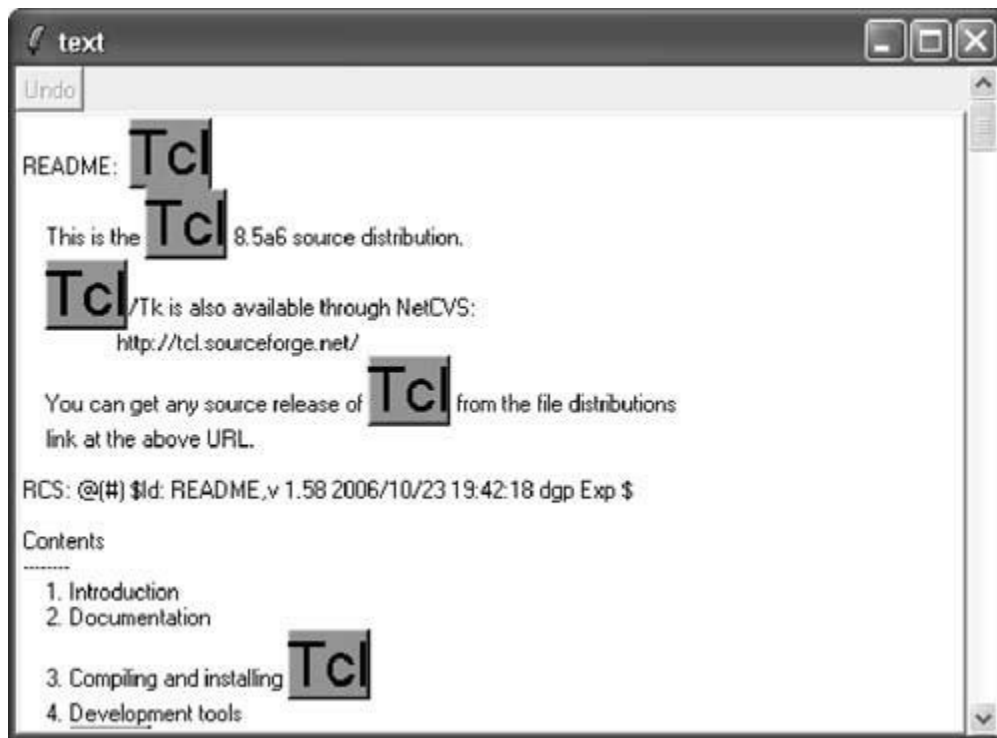 text
Undo
README: Tcl
This is the Tcl 8.5a6 source distribution.
Tcl/Tk is also available through NetCVS:
http://tcl.sourceforge.net/
You can get any source release of Tcl from the file distributions
link at the above URL.
RCS: @(#) $Id: README,v 1.58 2006/10/23 19:42:18 dgp Exp $
Contents
--------
1. Introduction
2. Documentation
3. Compiling and installing Tcl
4. Development tools